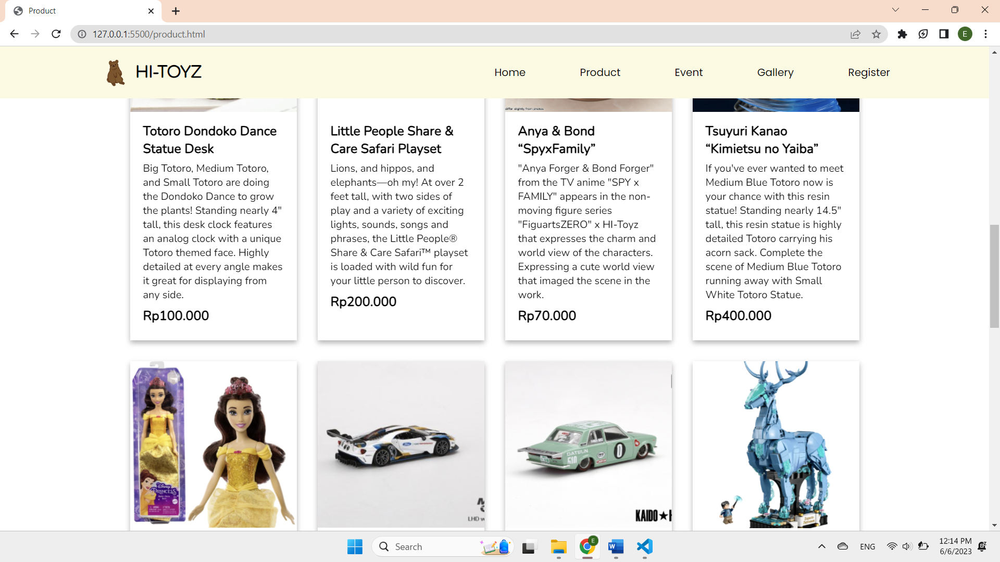 Product
127.0.0.1:5500/product.html
E
HI-TOYZ
Home
Product
Event
Gallery
Register
differ slightly from photos.
Totoro Dondoko Dance
Statue Desk
Big Totoro, Medium Totoro,
and Small Totoro are doing
the Dondoko Dance to grow
the plants! Standing nearly 4"
tall, this desk clock features
an analog clock with a unique
Totoro themed face. Highly
detailed at every angle makes
it great for displaying from
any side.
Rp100.000
Little People Share &
Care Safari Playset
Lions, and hippos, and
elephants—oh my! At over 2
feet tall, with two sides of
play and a variety of exciting
lights, sounds, songs and
phrases, the Little People®
Share & Care Safari™ playset
is loaded with wild fun for
your little person to discover.
Rp200.000
Anya & Bond
“SpyxFamily”
"Anya Forger & Bond Forger"
from the TV anime "SPY x
FAMILY" appears in the non-
moving figure series
"FiguartsZERO" x HI-Toyz
that expresses the charm and
world view of the characters.
Expressing a cute world view
that imaged the scene in the
work.
Rp70.000
Tsuyuri Kanao
“Kimietsu no Yaiba”
If you've ever wanted to meet
Medium Blue Totoro now is
your chance with this resin
statue! Standing nearly 14.5"
tall, this resin statue is highly
detailed Totoro carrying his
acorn sack. Complete the
scene of Medium Blue Totoro
running away with Small
White Totoro Statue.
Rp400.000
Disney
PRINCESS
Ford
DATSUN
510
0
LHD
KAIDO★H
Search
E
W
ENG
12:14 PM
6/6/2023